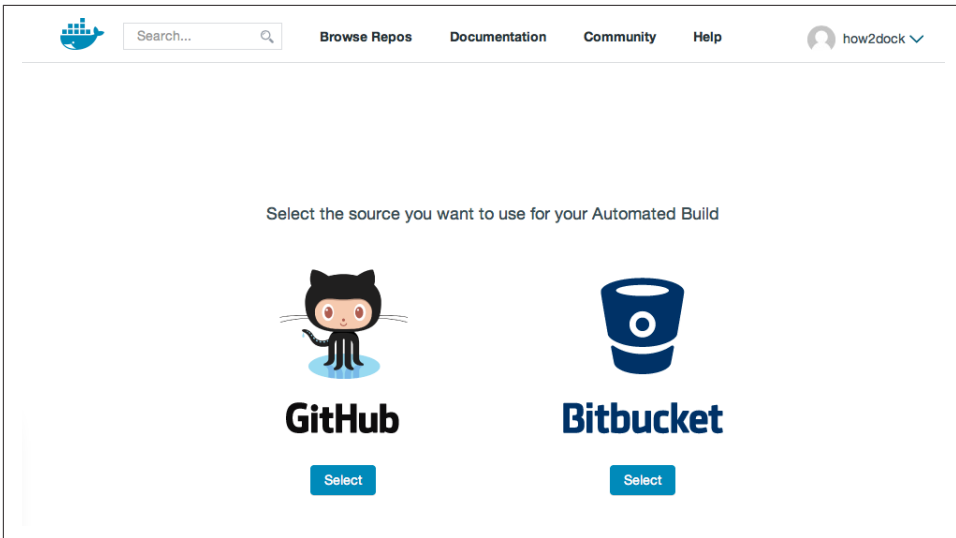 Search...
Browse Repos
Documentation
Community
Help
how2dock
Select the source you want to use for your Automated Build
GitHub
Bitbucket
Select
Select